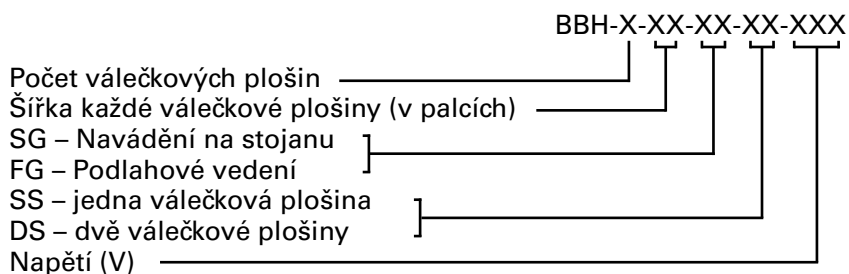 BBH-X-XX-XX-XX-XXX
Počet válečkových plošin
Šířka každé válečkové plošiny (v palcích)
SG – Navádění na stojanu
FG – Podlahové vedení
SS – jedna válečková plošina
DS – dvě válečkové plošiny
Napětí (V)